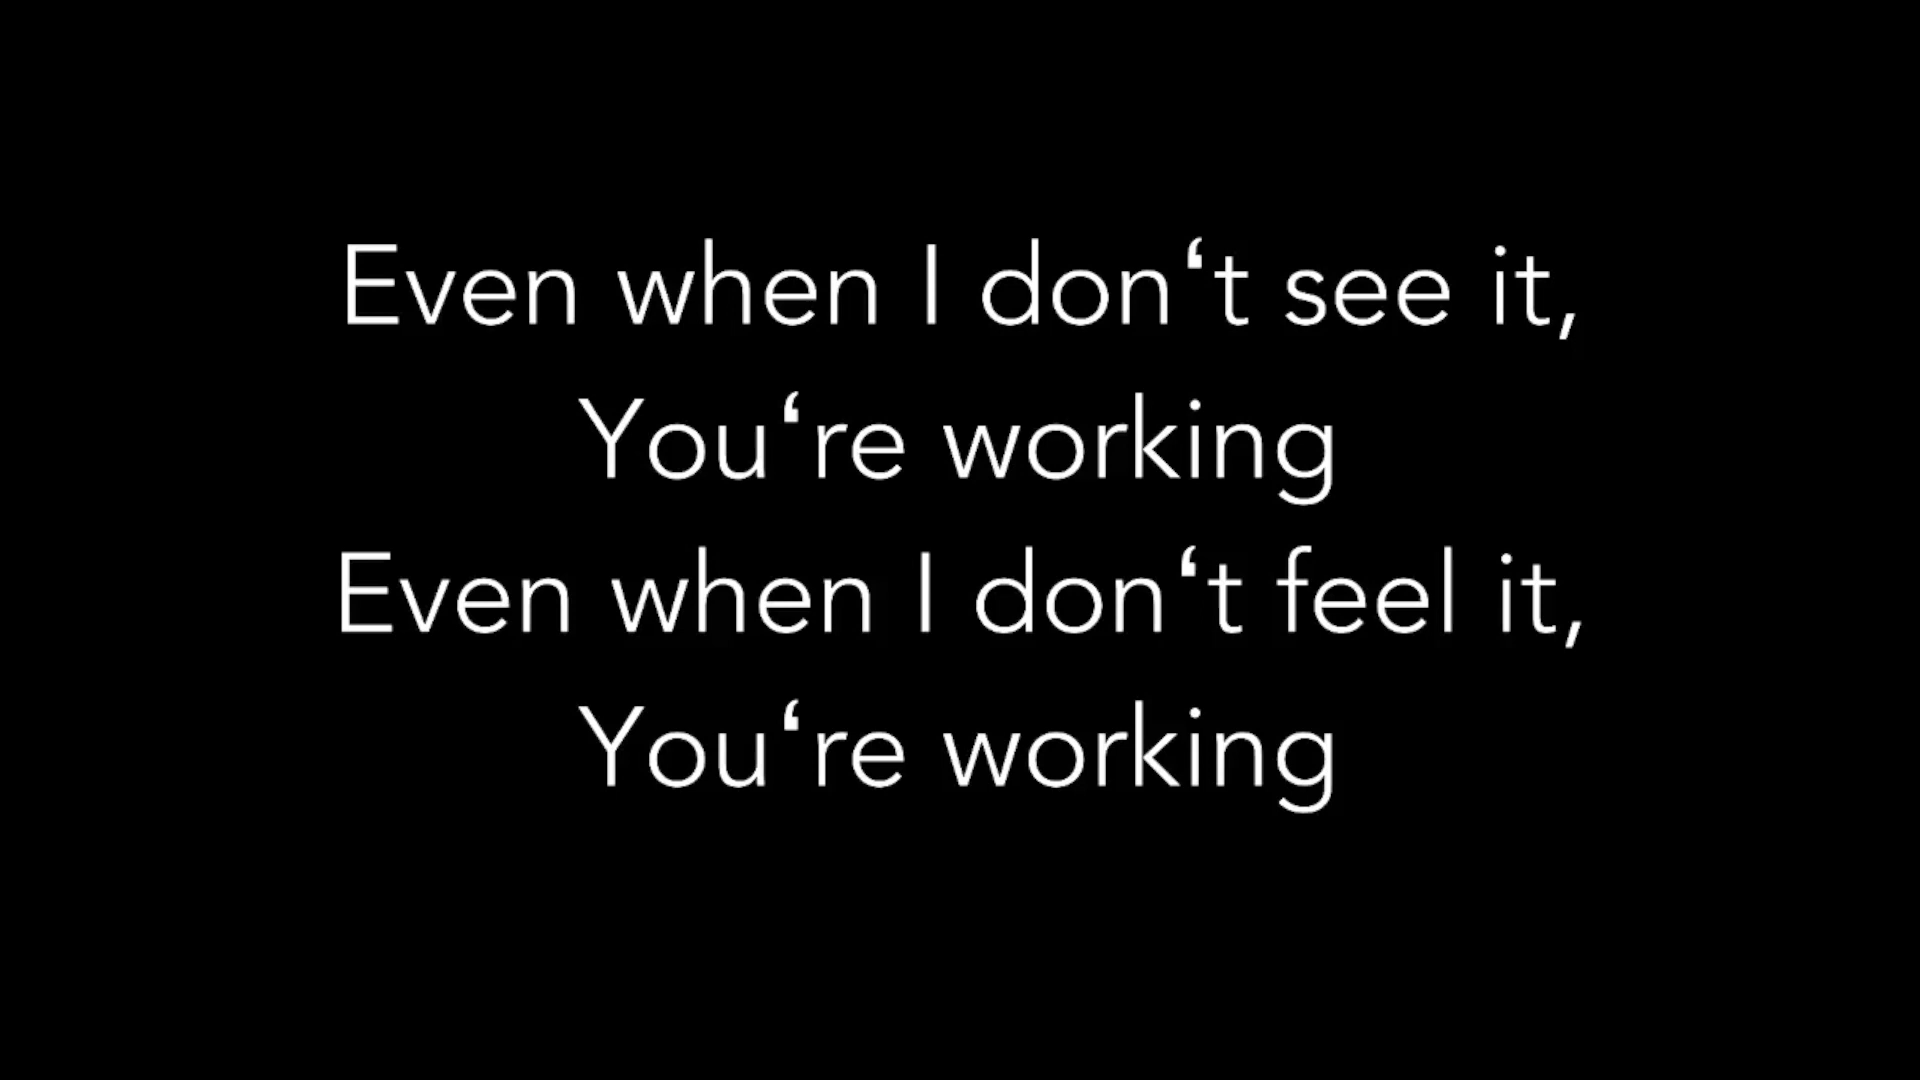 Even when I don‘t see it,
You‘re working
Even when I don‘t feel it,
You‘re working